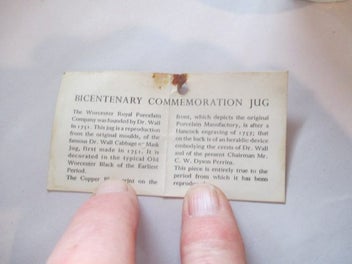 BICENTENARY COMMEMORATION JUG
The Worcester Royal Porcelain
Company was founded by Dr. Wall
in 1751. This jug is a reproduction
from the original moulds, of the
famous Dr. Wall Cabbage Mask
Jug, first made in 1751. It is
decorated in the typical Old
Worcester Black of the Earliest
Period.
The Copper on the
front, which depicts the original
Porcelain Manufactory, is after a
Hancock engraving of 1752; that
on the back is of an heraldic device
embodying the crests of Dr. Wall
and of the present Chairman Mr.
C. W. Dyson Perrins.
This piece is entirely true to the
period from which it has been